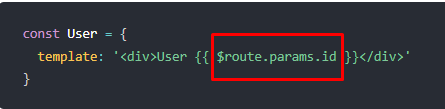 const User = {
template: '<div>User {{ $route.params.id }}</div>'
}